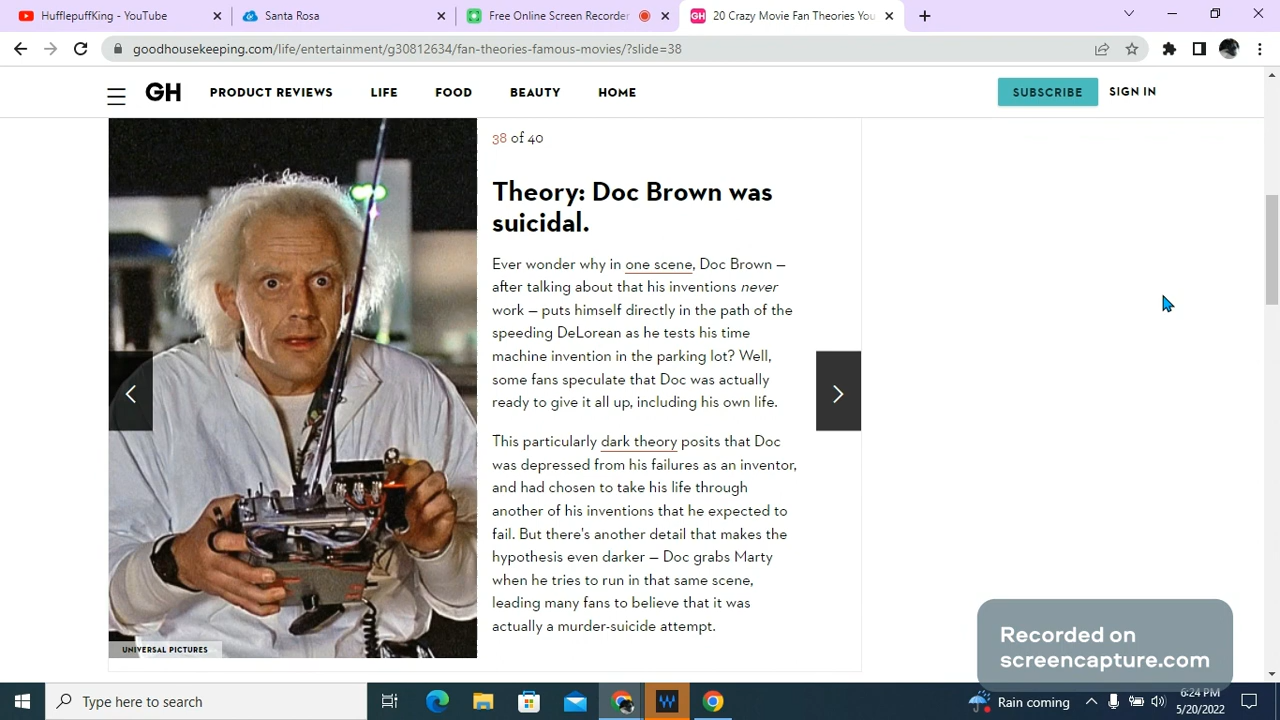 HufflepuffKing - YouTube
Santa Rosa
Free Online Screen Recorder
20 Crazy Movie Fan Theories You
goodhousekeeping.com/life/entertainment/g30812634/fan-theories-famous-movies/?slide=38
GH
PRODUCT REVIEWS
LIFE
FOOD
BEAUTY
HOME
SUBSCRIBE
SIGN IN
38 of 40
Theory: Doc Brown was
suicidal.
Ever wonder why in one scene, Doc Brown —
after talking about that his inventions never
work — puts himself directly in the path of the
speeding DeLorean as he tests his time
machine invention in the parking lot? Well,
some fans speculate that Doc was actually
ready to give it all up, including his own life.
This particularly dark theory posits that Doc
was depressed from his failures as an inventor,
and had chosen to take his life through
another of his inventions that he expected to
fail. But there's another detail that makes the
hypothesis even darker — Doc grabs Marty
when he tries to run in that same scene,
leading many fans to believe that it was
actually a murder-suicide attempt.
UNIVERSAL PICTURES
Recorded on
screencapture.com
Type here to search
Rain coming
6:24 PM
5/20/2022